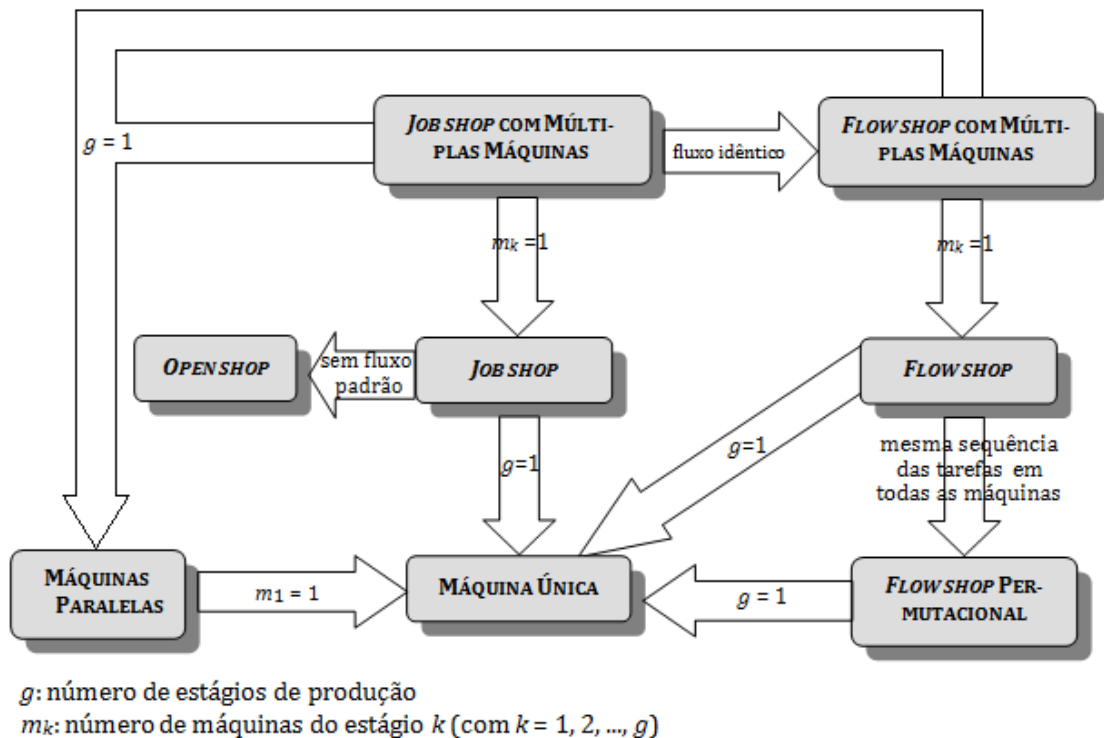 JOB SHOP COM MÚLTI-
PLAS MÁQUINAS
FLOW SHOP COM MÚLTI-
PLAS MÁQUINAS
g = 1
fluxo idêntico
mk =1
mk =1
OPEN SHOP
sem fluxo
padrão
JOB SHOP
FLOW SHOP
g=1
g=1
mesma sequência
das tarefas em
todas as máquinas
MÁQUINAS
PARALELAS
m1 = 1
MÁQUINA ÚNICA
g = 1
FLOW SHOP PER-
MUTACIONAL
g: número de estágios de produção
mk: número de máquinas do estágio k (com k = 1, 2, ..., g)